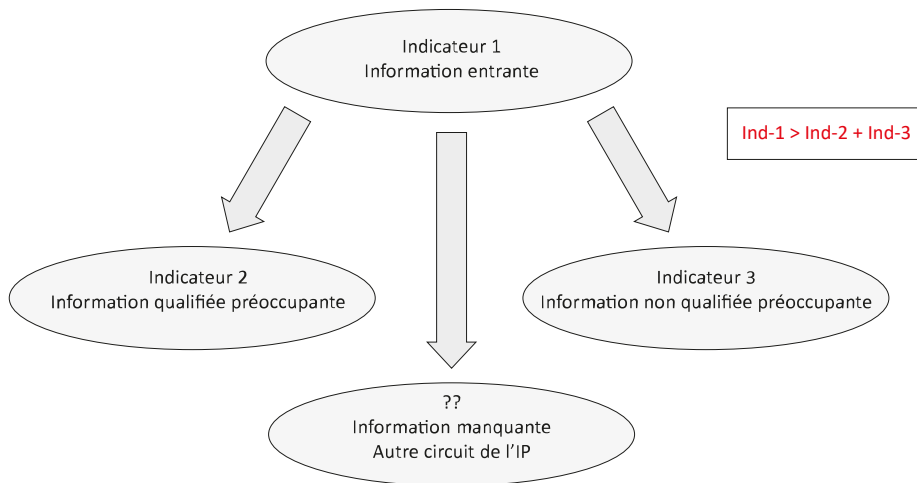 Indicateur 1
Information entrante
Ind-1 > Ind-2 + Ind-3
Indicateur 2
Information qualifiée préoccupante
Indicateur 3
Information non qualifiée préoccupante
??
Information manquante
Autre circuit de l’IP